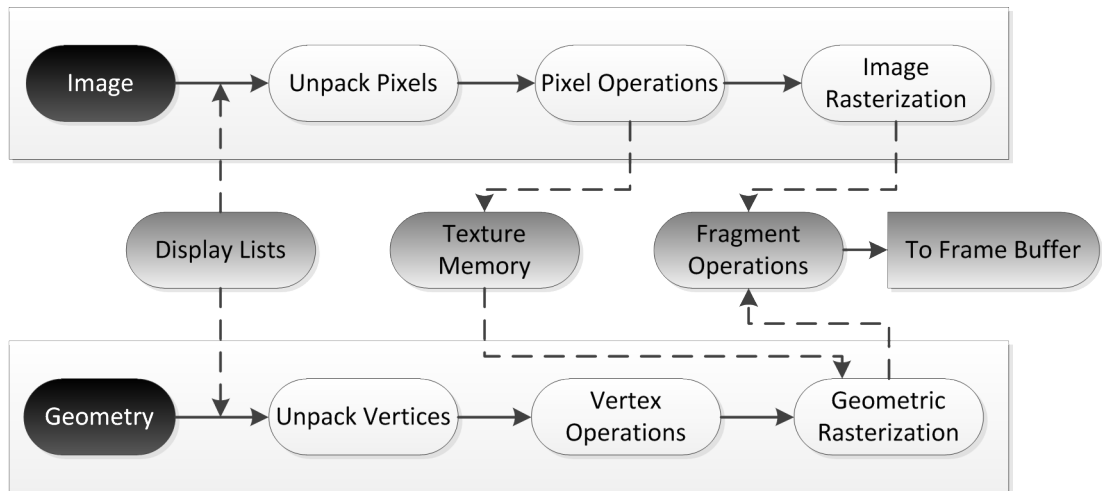 Image
Unpack Pixels
Pixel Operations
Image
Rasterization
Display Lists
Texture
Memory
Fragment
Operations
To Frame Buffer
Geometry
Unpack Vertices
Vertex
Operations
Geometric
Rasterization